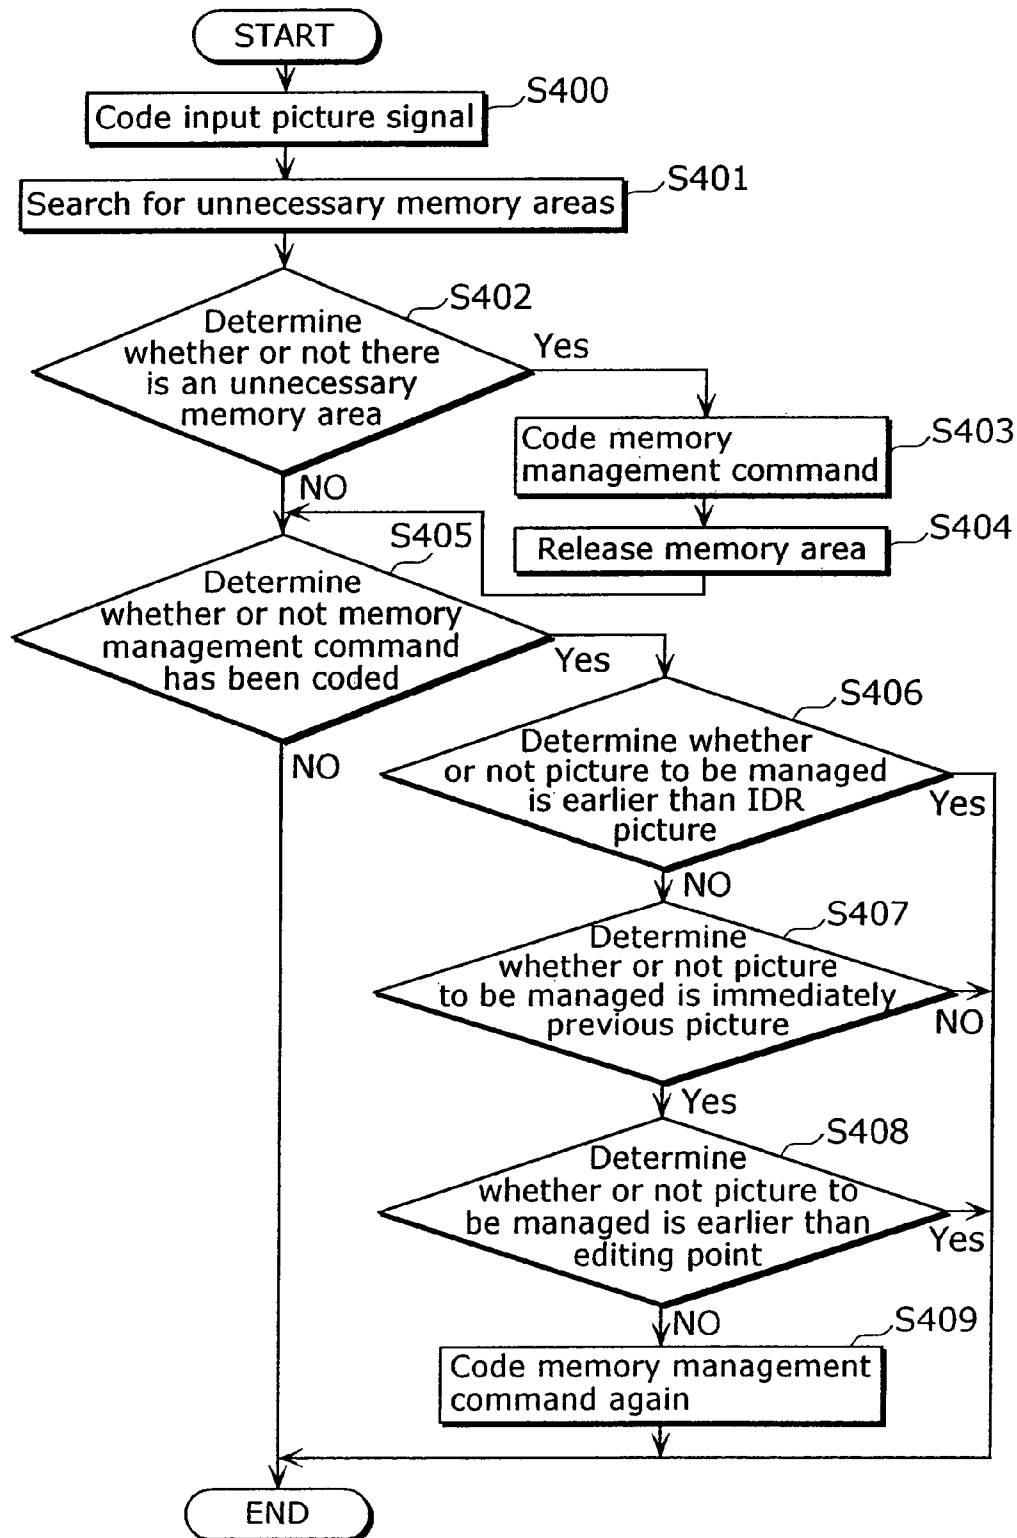 START
S400
Code input picture signal
S401
Search for unnecessary memory areas
S402
Determine
whether or not there
is an unnecessary
memory area
Yes
S403
Code memory
management command
NO
S404
Release memory area
S405
Determine
whether or not memory
management command
has been coded
Yes
NO
S406
Determine whether
or not picture to be managed
is earlier than IDR
picture
Yes
NO
S407
Determine
whether or not picture
to be managed is immediately
previous picture
NO
Yes
S408
Determine
whether or not picture to
be managed is earlier than
editing point
Yes
NO
S409
Code memory management
command again
END